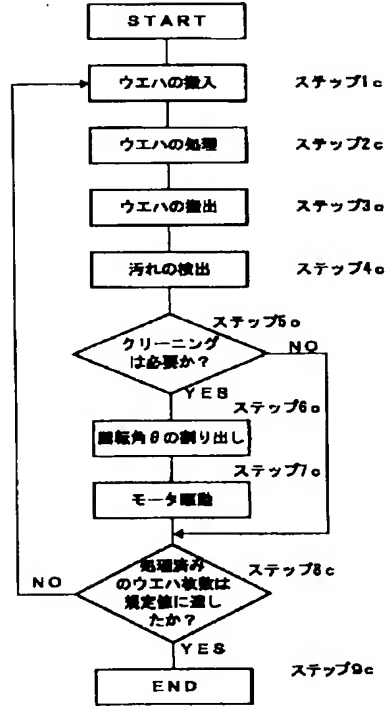 START
ウエハの搬入
ステップ1c
ウエハの処理
ステップ2c
ウエハの搬出
ステップ3c
汚れの検出
ステップ4c
ステップ5c
クリーニング
は必要か?
NO
YES
ステップ6c
回転角θの割り出し
ステップ7c
モータ駆動
処理済み
のウエハ枚数は
規定値に達し
たか?
ステップ8c
NO
YES
ステップ9c
END